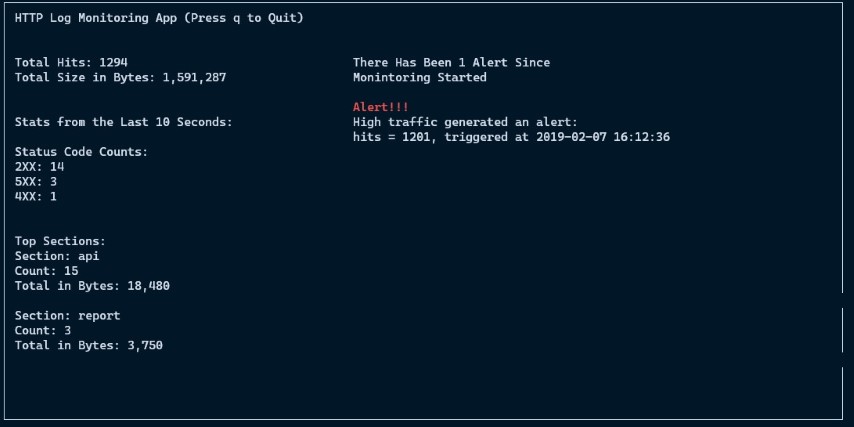 HTTP Log Monitoring App (Press q to Quit)
Total Hits: 1294
Total Size in Bytes: 1,591,287
Stats from the Last 10 Seconds:
Status Code Counts:
2XX: 14
5XX: 3
4XX: 1
Top Sections:
Section: api
Count: 15
Total in Bytes: 18,480
Section: report
Count: 3
Total in Bytes: 3,750
There Has Been 1 Alert Since
Monintoring Started
Alert!!!
High traffic generated an alert:
hits = 1201, triggered at 2019-02-07 16:12:36